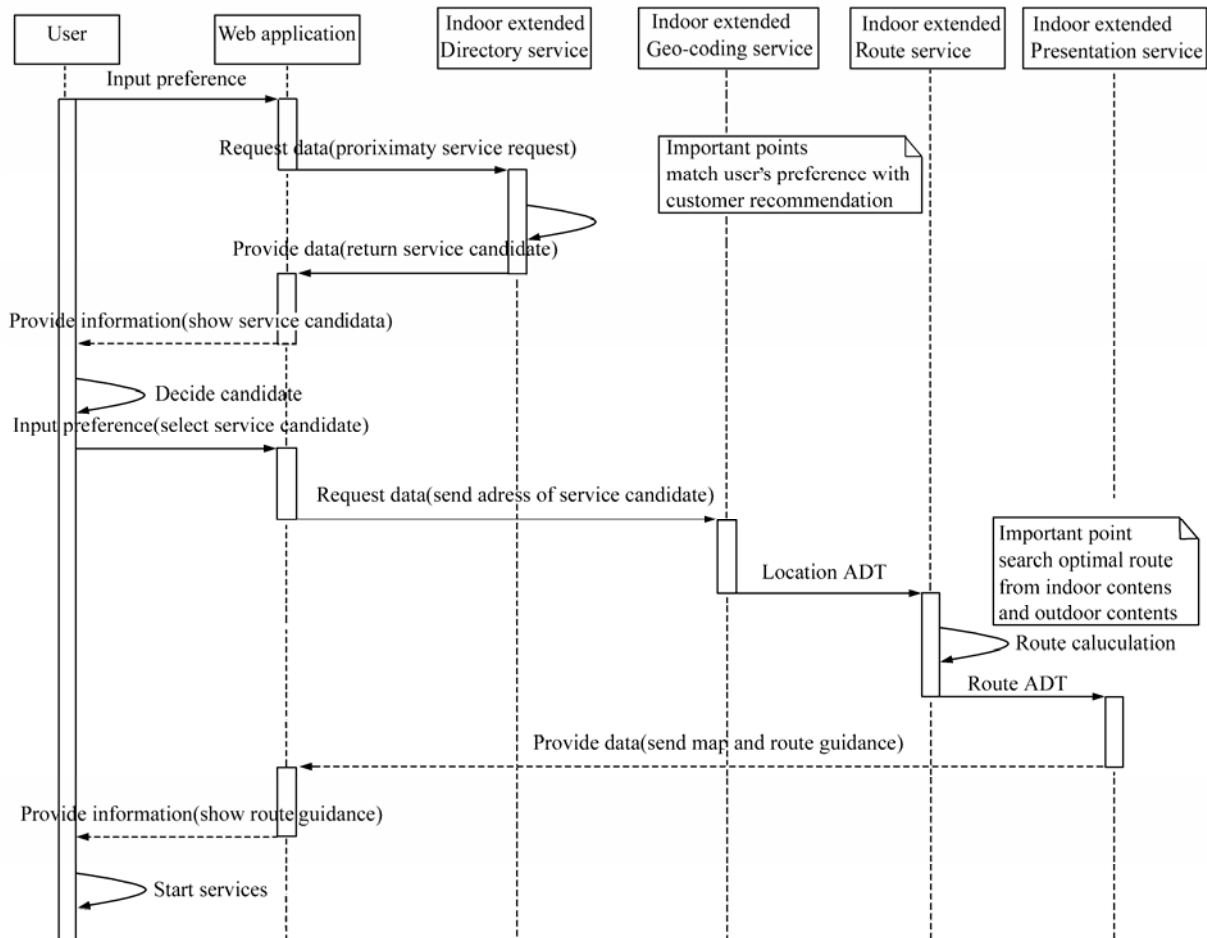 User
Web application
Indoor extended
Directory service
Indoor extended
Geo-coding service
Indoor extended
Route service
Indoor extended
Presentation service
Input preference
Request data(proriximaty service request)
Important points
match user's preference with
customer recommendation
Provide data(return service candidate)
Provide information(show service candidata)
Decide candidate
Input preference(select service candidate)
Request data(send adress of service candidate)
Important point
search optimal route
from indoor contens
and outdoor contents
Location ADT
Route caluculation
Route ADT
Provide data(send map and route guidance)
Provide information(show route guidance)
Start services